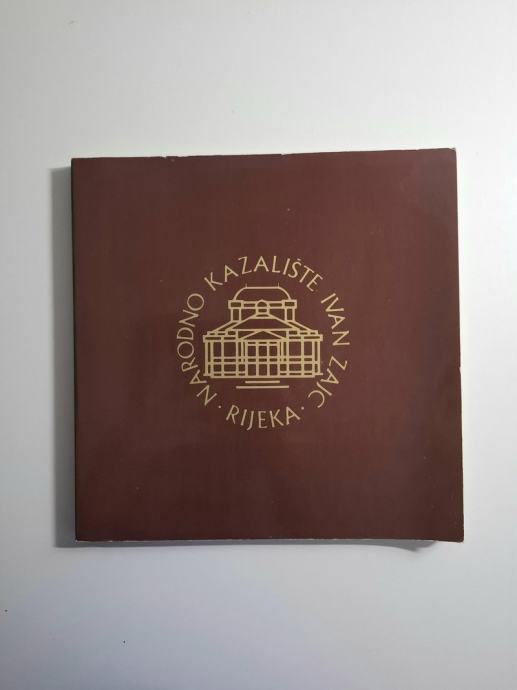 NARODNO KAZALIŠTE IVAN ZAJC
· RIJEKA ·